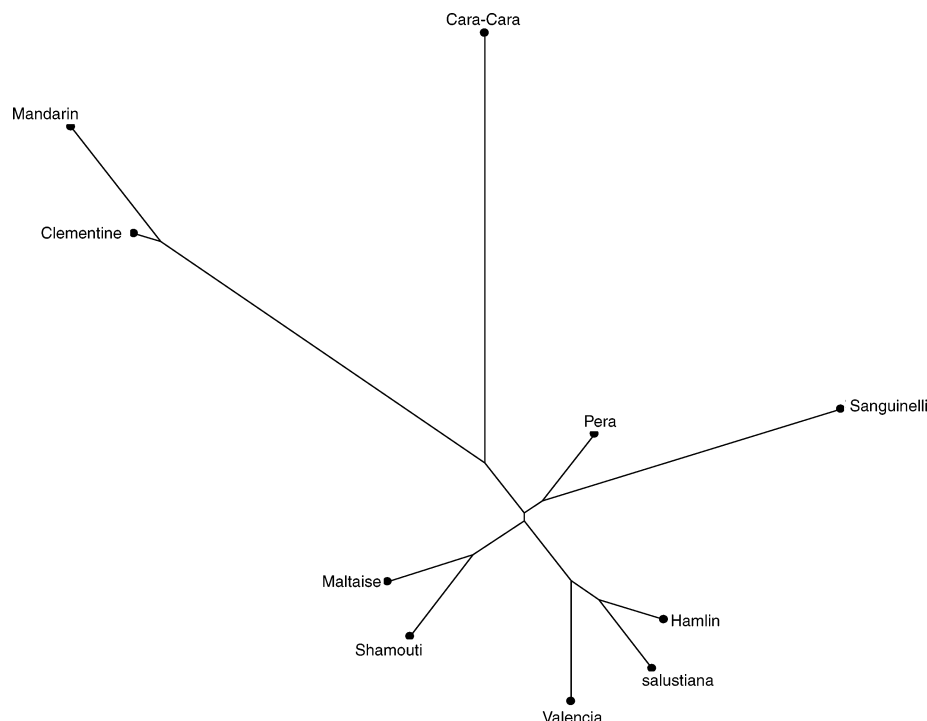 Cara-Cara
Mandarin
Clementine
Sanguinelli
Pera
Maltaise
Hamlin
Shamouti
salustiana
Valencia